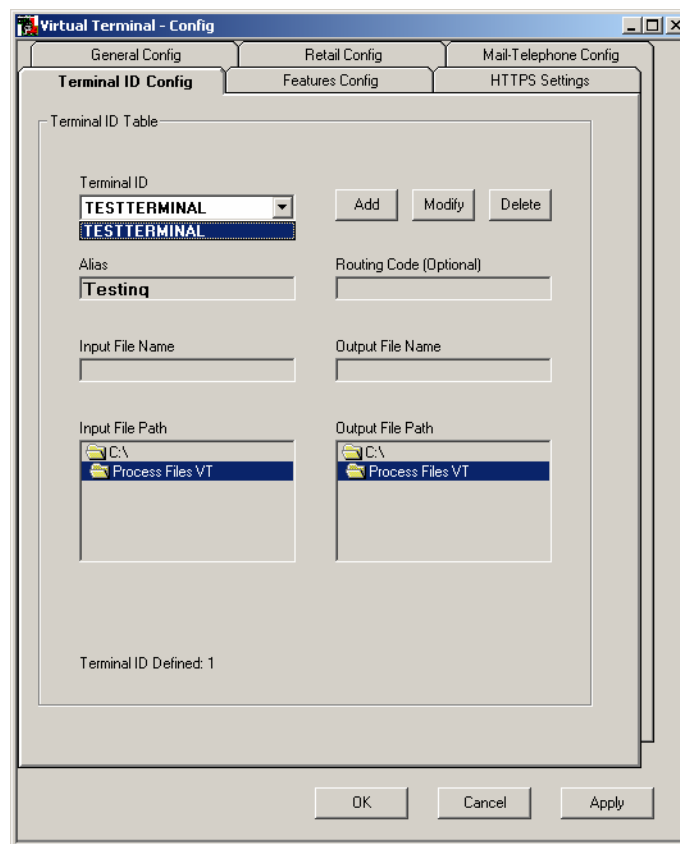 Virtual Terminal - Config
General Config Retail Config Mail-Telephone Config
Terminal ID Config Features Config HTTPS Settings
Terminal ID Table
Terminal ID
TESTTERMINAL Add Modify Delete
TESTTERMINAL
Alias Routing Code (Optional)
Testing
Input File Name Output File Name
Input File Path Output File Path
C:\ C:\
Process Files VT Process Files VT
Terminal ID Defined: 1
OK Cancel Apply